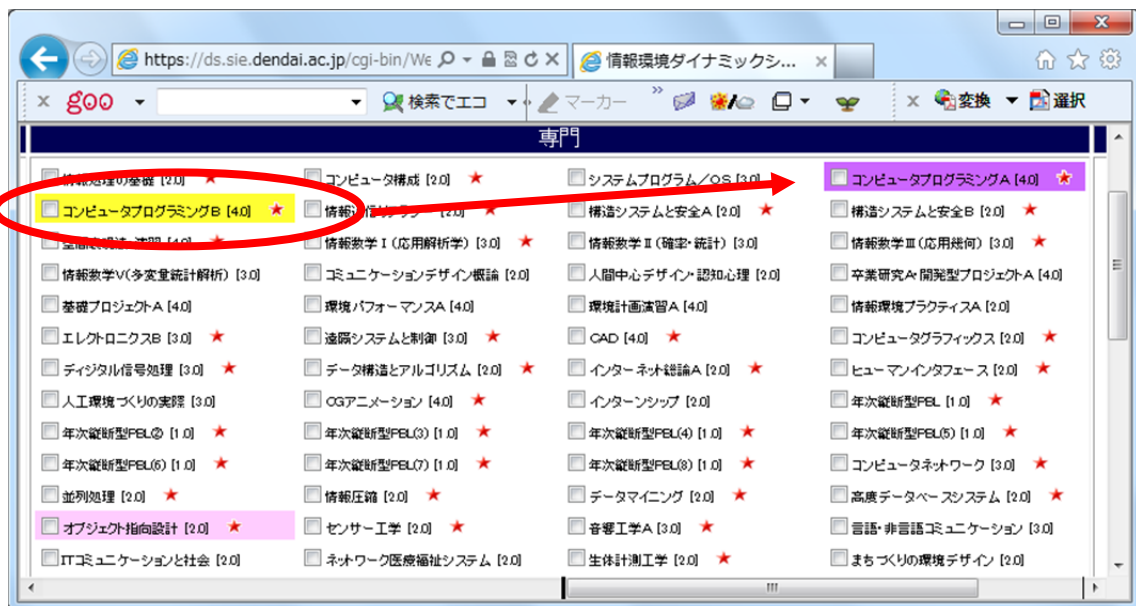 https://ds.sie.dendai.ac.jp/cgi-bin/We
情報環境ダイナミックシ...
goo 検索でエコ マーカー 変換 選択
専門
情報処理の基礎 [2.0] ★ コンピュータ構成 [2.0] ★ システムプログラム/OS [3.0] コンピュータプログラミングA [4.0] ★
コンピュータプログラミングB [4.0] ★ [2.0] ★ 構造システムと安全A [2.0] ★ 構造システムと安全B [2.0] ★
[4.0] ★ 情報数学Ⅰ(応用解析学) [3.0] ★ 情報数学Ⅱ(確率・統計) [3.0] 情報数学Ⅲ(応用幾何) [3.0] ★
情報数学V(多変量統計解析) [3.0] コミュニケーションデザイン概論 [2.0] 人間中心デザイン・認知心理 [2.0] 卒業研究A・開発型プロジェクトA [4.0]
基礎プロジェクトA [4.0] 環境パフォーマンスA [4.0] 環境計画演習A [4.0] 情報環境プラクティスA [2.0]
エレクトロニクスB [3.0] ★ 遠隔システムと制御 [3.0] ★ CAD [4.0] ★ コンピュータグラフィックス [2.0] ★
ディジタル信号処理 [3.0] ★ データ構造とアルゴリズム [2.0] ★ インターネット総論A [2.0] ★ ヒューマンインタフェース [2.0] ★
人工環境づくりの実際 [3.0] CGアニメーション [4.0] ★ インターンシップ [2.0] 年次縦断型PBL [1.0] ★
年次縦断型PBL② [1.0] ★ 年次縦断型PBL(3) [1.0] ★ 年次縦断型PBL(4) [1.0] ★ 年次縦断型PBL(5) [1.0] ★
年次縦断型PBL(6) [1.0] ★ 年次縦断型PBL(7) [1.0] ★ 年次縦断型PBL(8) [1.0] ★ コンピュータネットワーク [3.0] ★
並列処理 [2.0] ★ 情報圧縮 [2.0] ★ データマイニング [2.0] ★ 高度データベースシステム [2.0] ★
オブジェクト指向設計 [2.0] ★ センサー工学 [2.0] ★ 音響工学A [3.0] ★ 言語・非言語コミュニケーション [3.0]
ITコミュニケーションと社会 [2.0] ネットワーク医療福祉システム [2.0] 生体計測工学 [2.0] ★ まちづくりの環境デザイン [2.0]